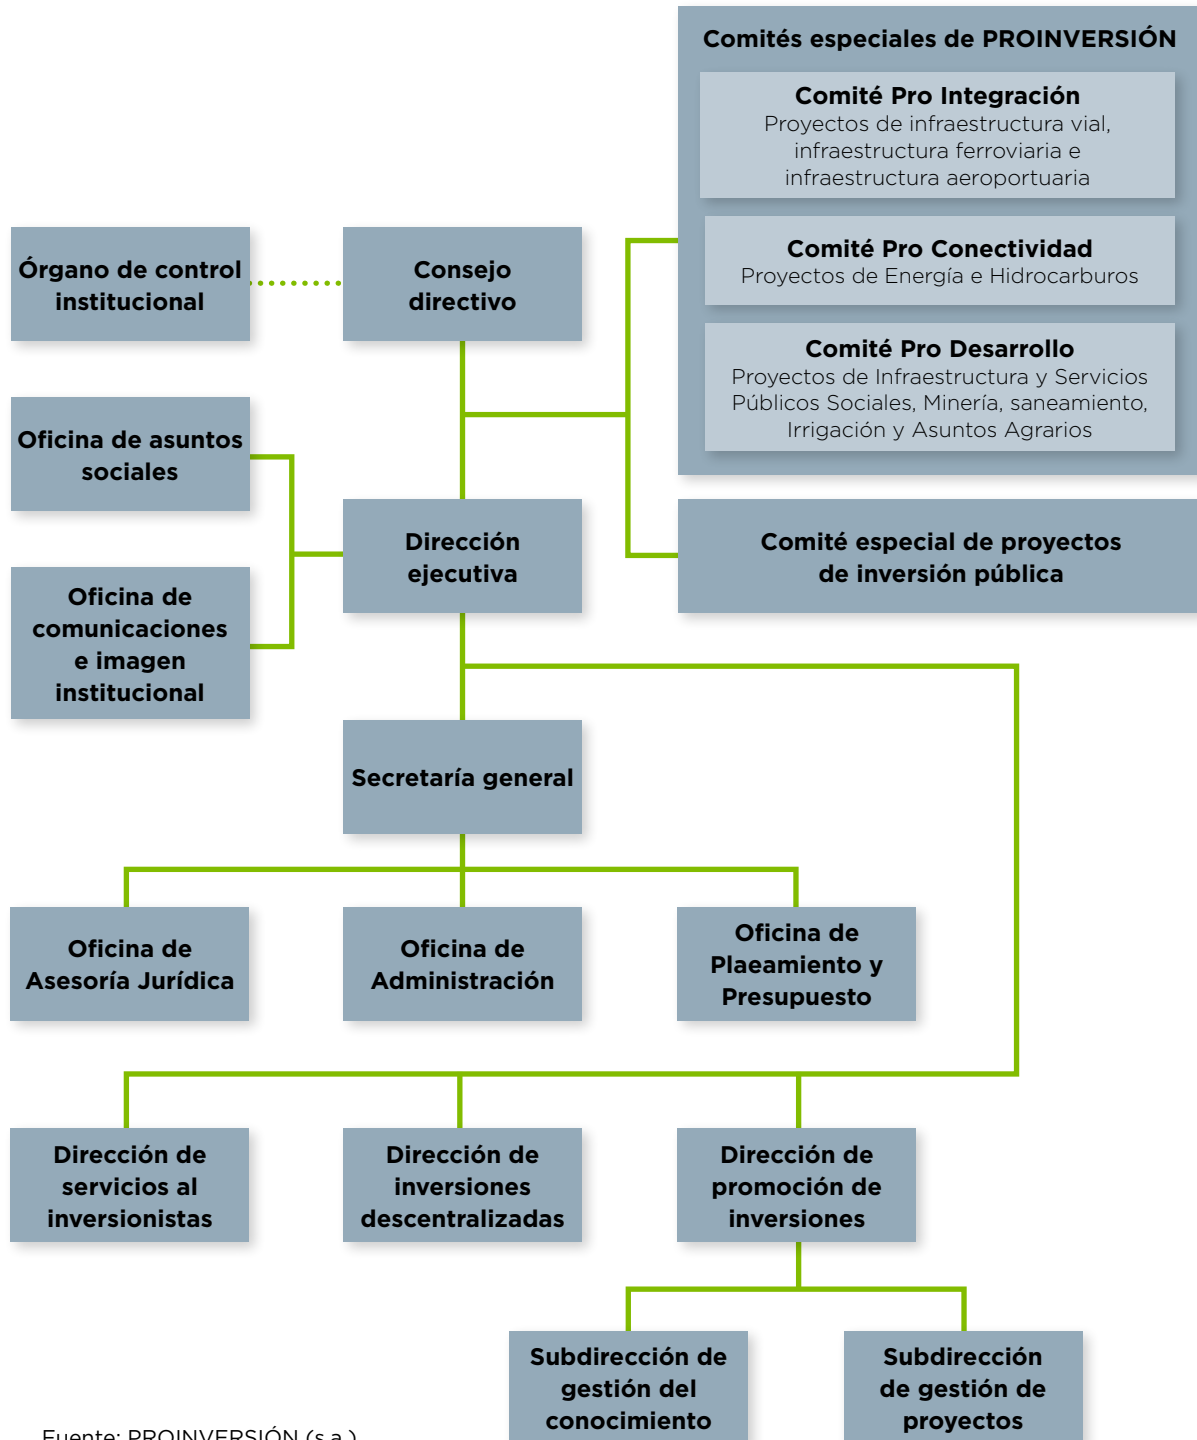 Comités especiales de PROINVERSIÓN
Comité Pro Integración
Proyectos de infraestructura vial,
infraestructura ferroviaria e
infraestructura aeroportuaria
Comité Pro Conectividad
Proyectos de Energía e Hidrocarburos
Comité Pro Desarrollo
Proyectos de Infraestructura y Servicios
Públicos Sociales, Minería, saneamiento,
Irrigación y Asuntos Agrarios
Órgano de control
institucional
Consejo
directivo
Oficina de asuntos
sociales
Dirección
ejecutiva
Comité especial de proyectos
de inversión pública
Oficina de
comunicaciones
e imagen
institucional
Secretaría general
Oficina de
Asesoría Jurídica
Oficina de
Administración
Oficina de
Plaeamiento y
Presupuesto
Dirección de
servicios al
inversionistas
Dirección de
inversiones
descentralizadas
Dirección de
promoción de
inversiones
Subdirección de
gestión del
conocimiento
Subdirección
de gestión de
proyectos
Fuente: PROINVERSIÓN (s.a.)